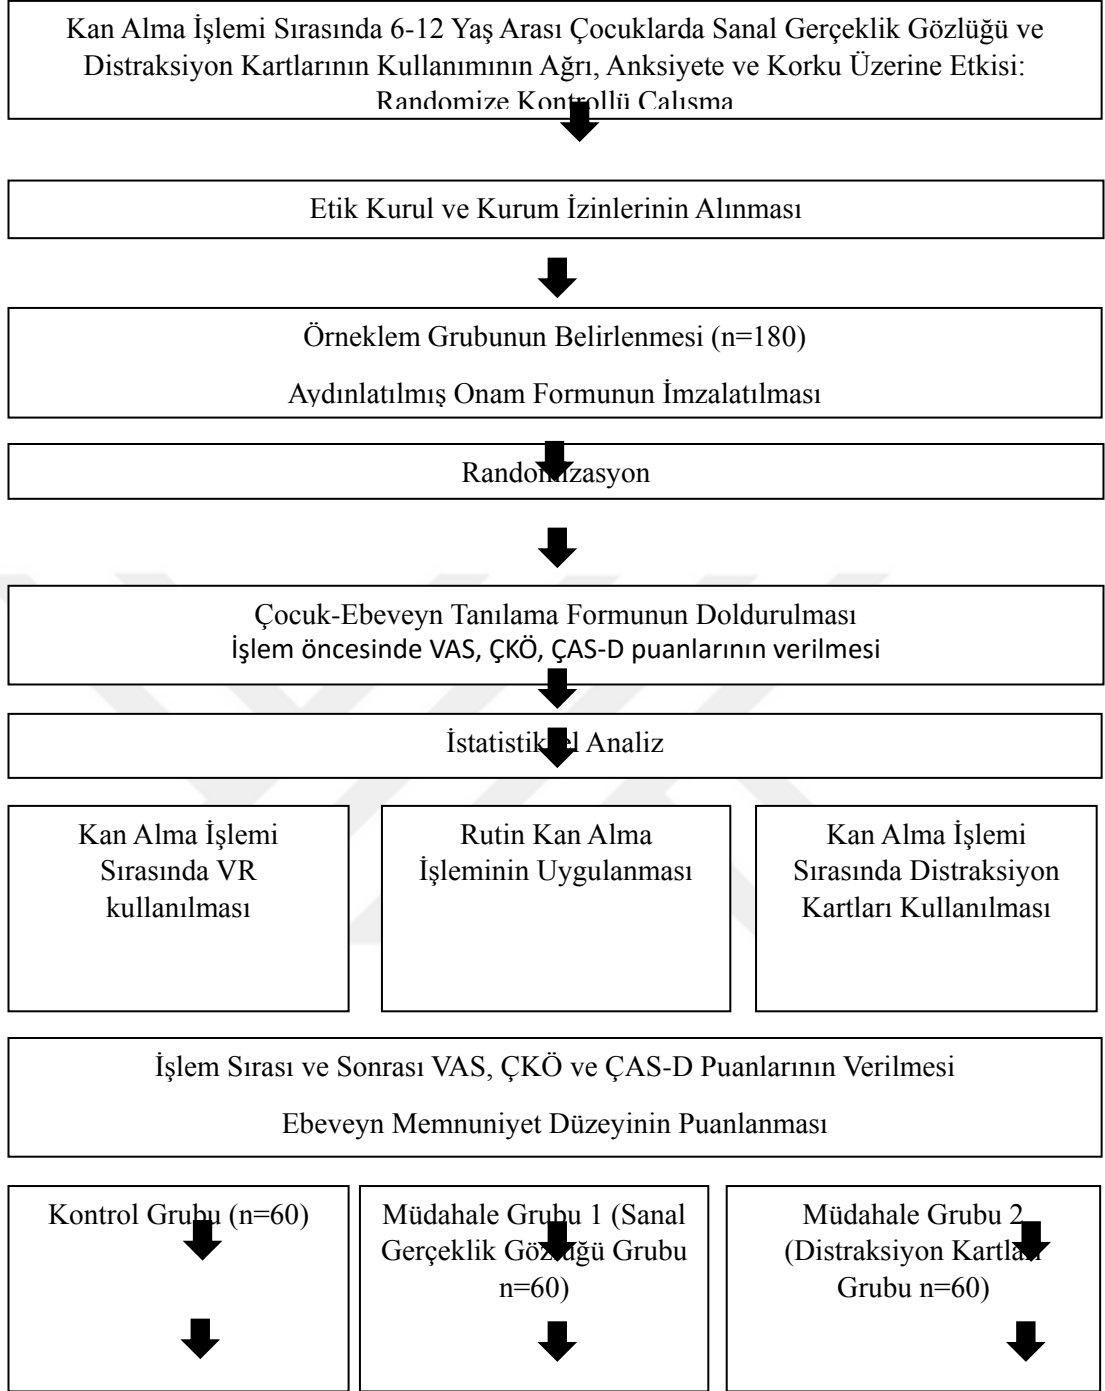 Kan Alma İşlemi Sırasında 6-12 Yaş Arası Çocuklarda Sanal Gerçeklik Gözlüğü ve
Distraksiyon Kartlarının Kullanımının Ağrı, Anksiyete ve Korku Üzerine Etkisi:
Randomize Kontrollü Çalışma
Etik Kurul ve Kurum İzinlerinin Alınması
Örneklem Grubunun Belirlenmesi (n=180)
Aydınlatılmış Onam Formunun İmzalatılması
Randomizasyon
Çocuk-Ebeveyn Tanılama Formunun Doldurulması
İşlem öncesinde VAS, ÇKÖ, ÇAS-D puanlarının verilmesi
İstatistiksel Analiz
Kan Alma İşlemi
Sırasında VR
kullanılması
Rutin Kan Alma
İşleminin Uygulanması
Kan Alma İşlemi
Sırasında Distraksiyon
Kartları Kullanılması
İşlem Sırası ve Sonrası VAS, ÇKÖ ve ÇAS-D Puanlarının Verilmesi
Ebeveyn Memnuniyet Düzeyinin Puanlanması
Kontrol Grubu (n=60)
Müdahale Grubu 1 (Sanal
Gerçeklik Gözlüğü Grubu
n=60)
Müdahale Grubu 2
(Distraksiyon Kartları
Grubu n=60)